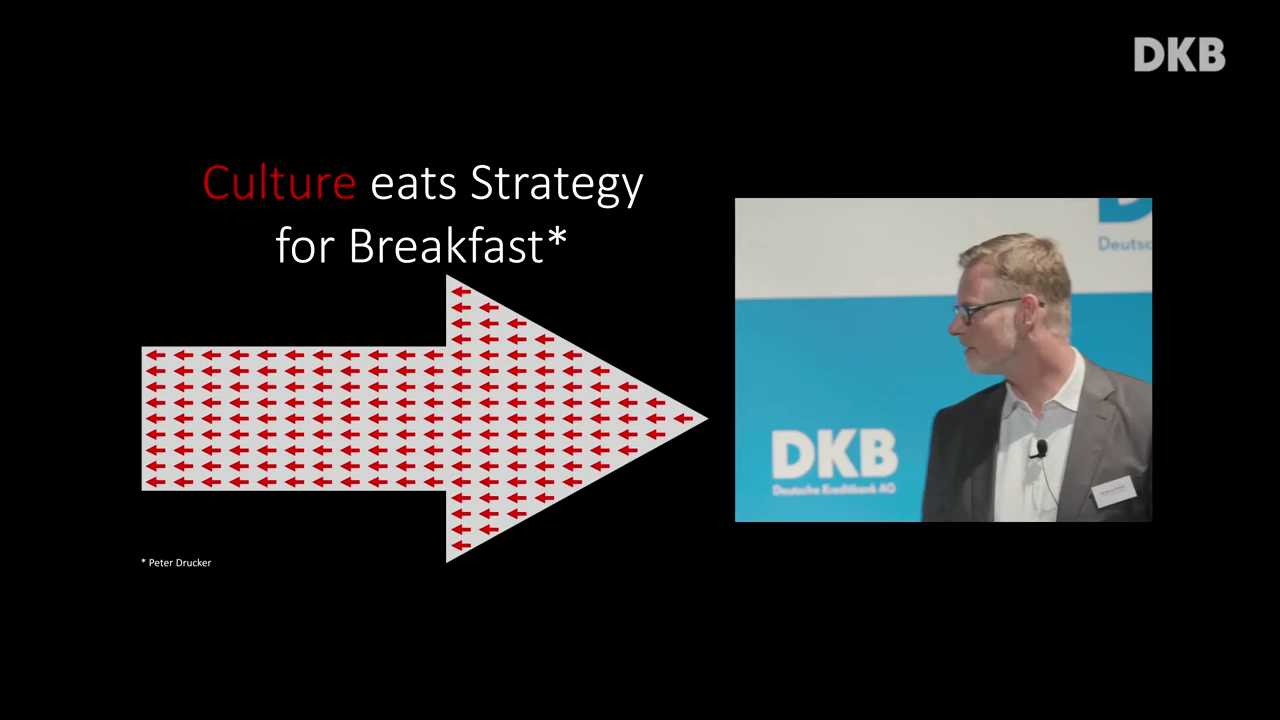 DKB
Culture eats Strategy
for Breakfast*
Deutsc
DKB
Deutsche Kreditbank AG
* Peter Drucker